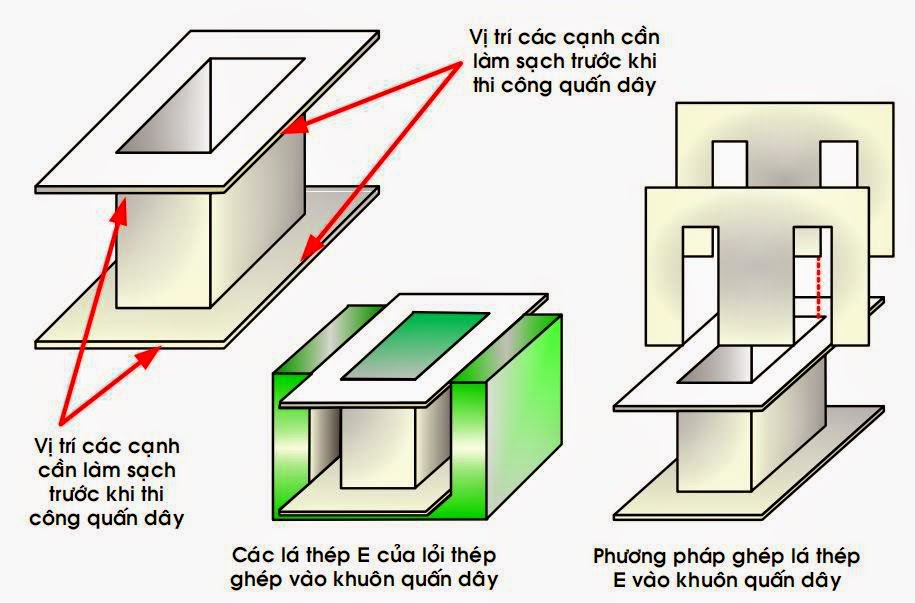 Vị trí các cạnh cần
làm sạch trước khi
thi công quấn dây
Vị trí các cạnh
cần làm sạch
trước khi thi
công quấn dây
Các lá thép E của lỏi thép
ghép vào khuôn quấn dây
Phương pháp ghép lá thép
E vào khuôn quấn dây